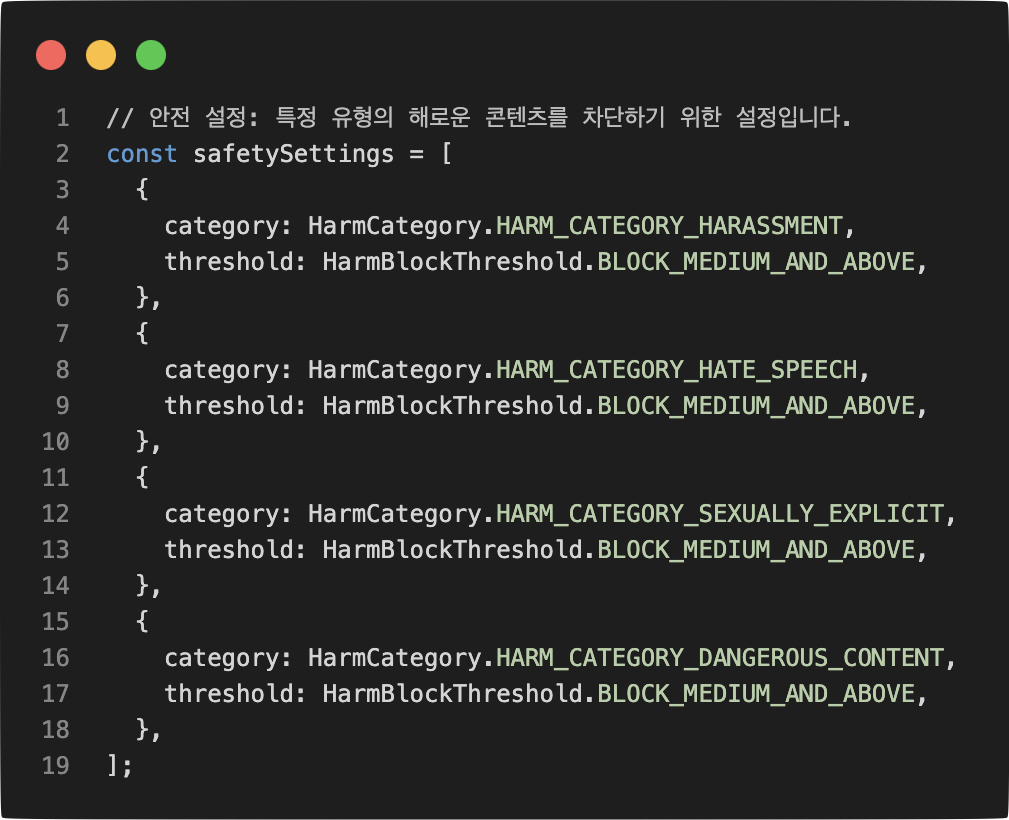 1 // 안전 설정: 특정 유형의 해로운 콘텐츠를 차단하기 위한 설정입니다.
2 const safetySettings = [
3   {
4     category: HarmCategory.HARM_CATEGORY_HARASSMENT,
5     threshold: HarmBlockThreshold.BLOCK_MEDIUM_AND_ABOVE,
6   },
7   {
8     category: HarmCategory.HARM_CATEGORY_HATE_SPEECH,
9     threshold: HarmBlockThreshold.BLOCK_MEDIUM_AND_ABOVE,
10   },
11   {
12     category: HarmCategory.HARM_CATEGORY_SEXUALLY_EXPLICIT,
13     threshold: HarmBlockThreshold.BLOCK_MEDIUM_AND_ABOVE,
14   },
15   {
16     category: HarmCategory.HARM_CATEGORY_DANGEROUS_CONTENT,
17     threshold: HarmBlockThreshold.BLOCK_MEDIUM_AND_ABOVE,
18   },
19 ];